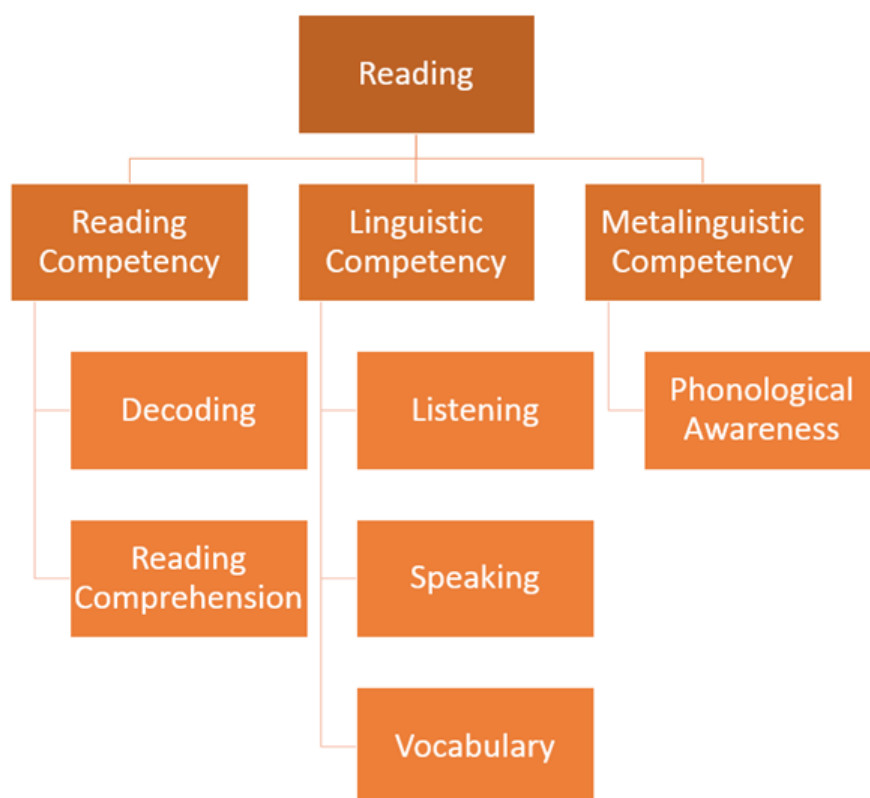 Reading
Reading
Competency
Linguistic
Competency
Metalinguistic
Competency
Decoding
Reading
Comprehension
Listening
Speaking
Vocabulary
Phonological
Awareness